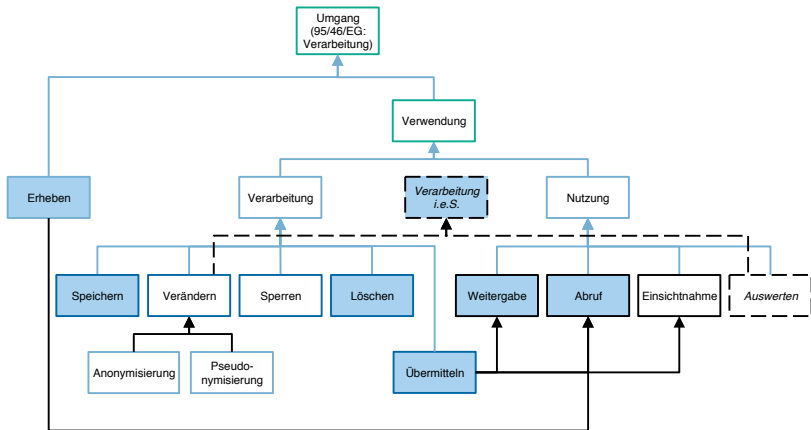 Umgang
(95/46/EG:
Verarbeitung)
Verwendung
Erheben
Verarbeitung
Verarbeitung
i.e.S.
Nutzung
Speichern
Verändern
Sperren
Löschen
Weitergabe
Abruf
Einsichtnahme
Auswerten
Anonymisierung
Pseudo-
nymisierung
Übermitteln